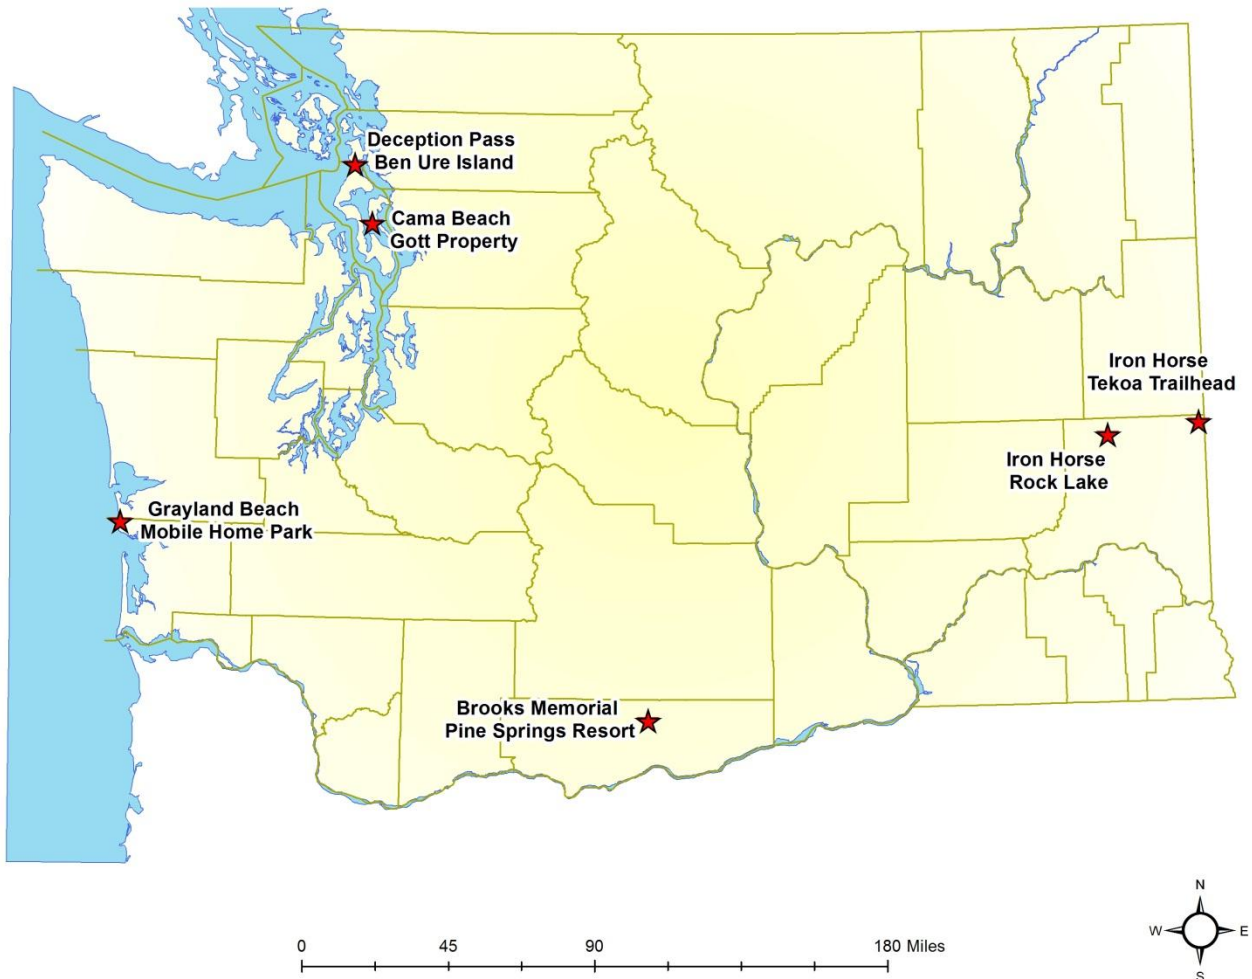 Deception Pass
Ben Ure Island
Cama Beach
Gott Property
Iron Horse
Tekoa Trailhead
Iron Horse
Rock Lake
Grayland Beach
Mobile Home Park
Brooks Memorial
Pine Springs Resort
N
W E
S
0 45 90 180 Miles